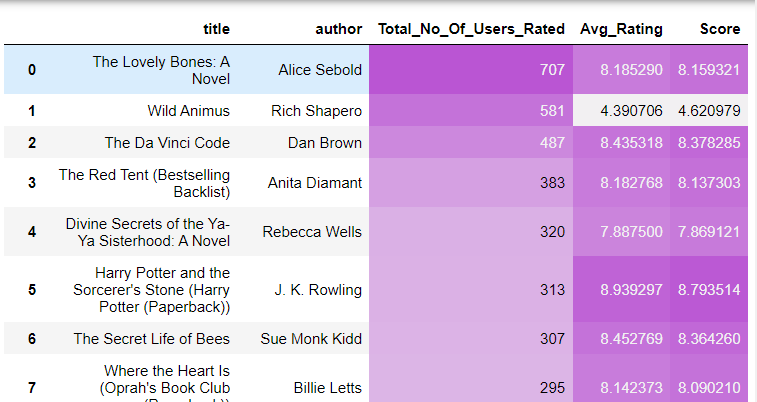 title author Total_No_Of_Users_Rated Avg_Rating Score
0 The Lovely Bones: A Alice Sebold 707 8.185290 8.159321
Novel
1 Wild Animus Rich Shapero 581 4.390706 4.620979
2 The Da Vinci Code Dan Brown 487 8.435318 8.378285
3 The Red Tent (Bestselling Anita Diamant 383 8.182768 8.137303
Backlist)
4 Divine Secrets of the Ya- Rebecca Wells 320 7.887500 7.869121
Ya Sisterhood: A Novel
Harry Potter and the
5 Sorcerer's Stone (Harry J. K. Rowling 313 8.939297 8.793514
Potter (Paperback))
6 The Secret Life of Bees Sue Monk Kidd 307 8.452769 8.364260
Where the Heart Is
7 (Oprah's Book Club Billie Letts 295 8.142373 8.090210